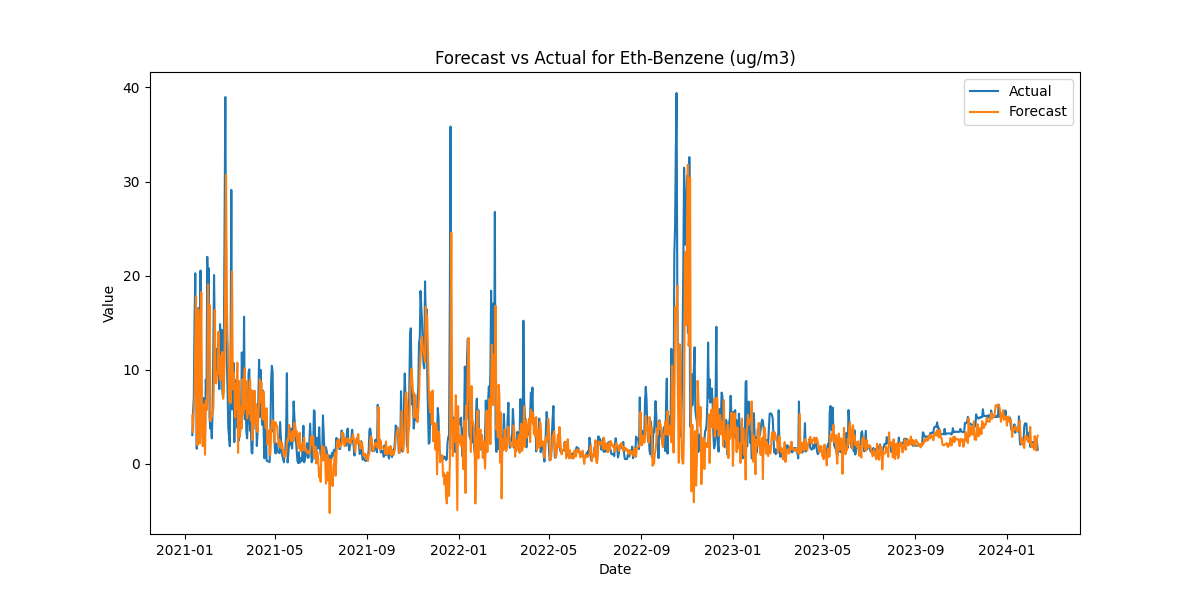 Forecast vs Actual for Eth-Benzene (ug/m3)
Actual
Forecast
40
30
20
10
0
Value
2021-01 2021-05 2021-09 2022-01 2022-05 2022-09 2023-01 2023-05 2023-09 2024-01
Date